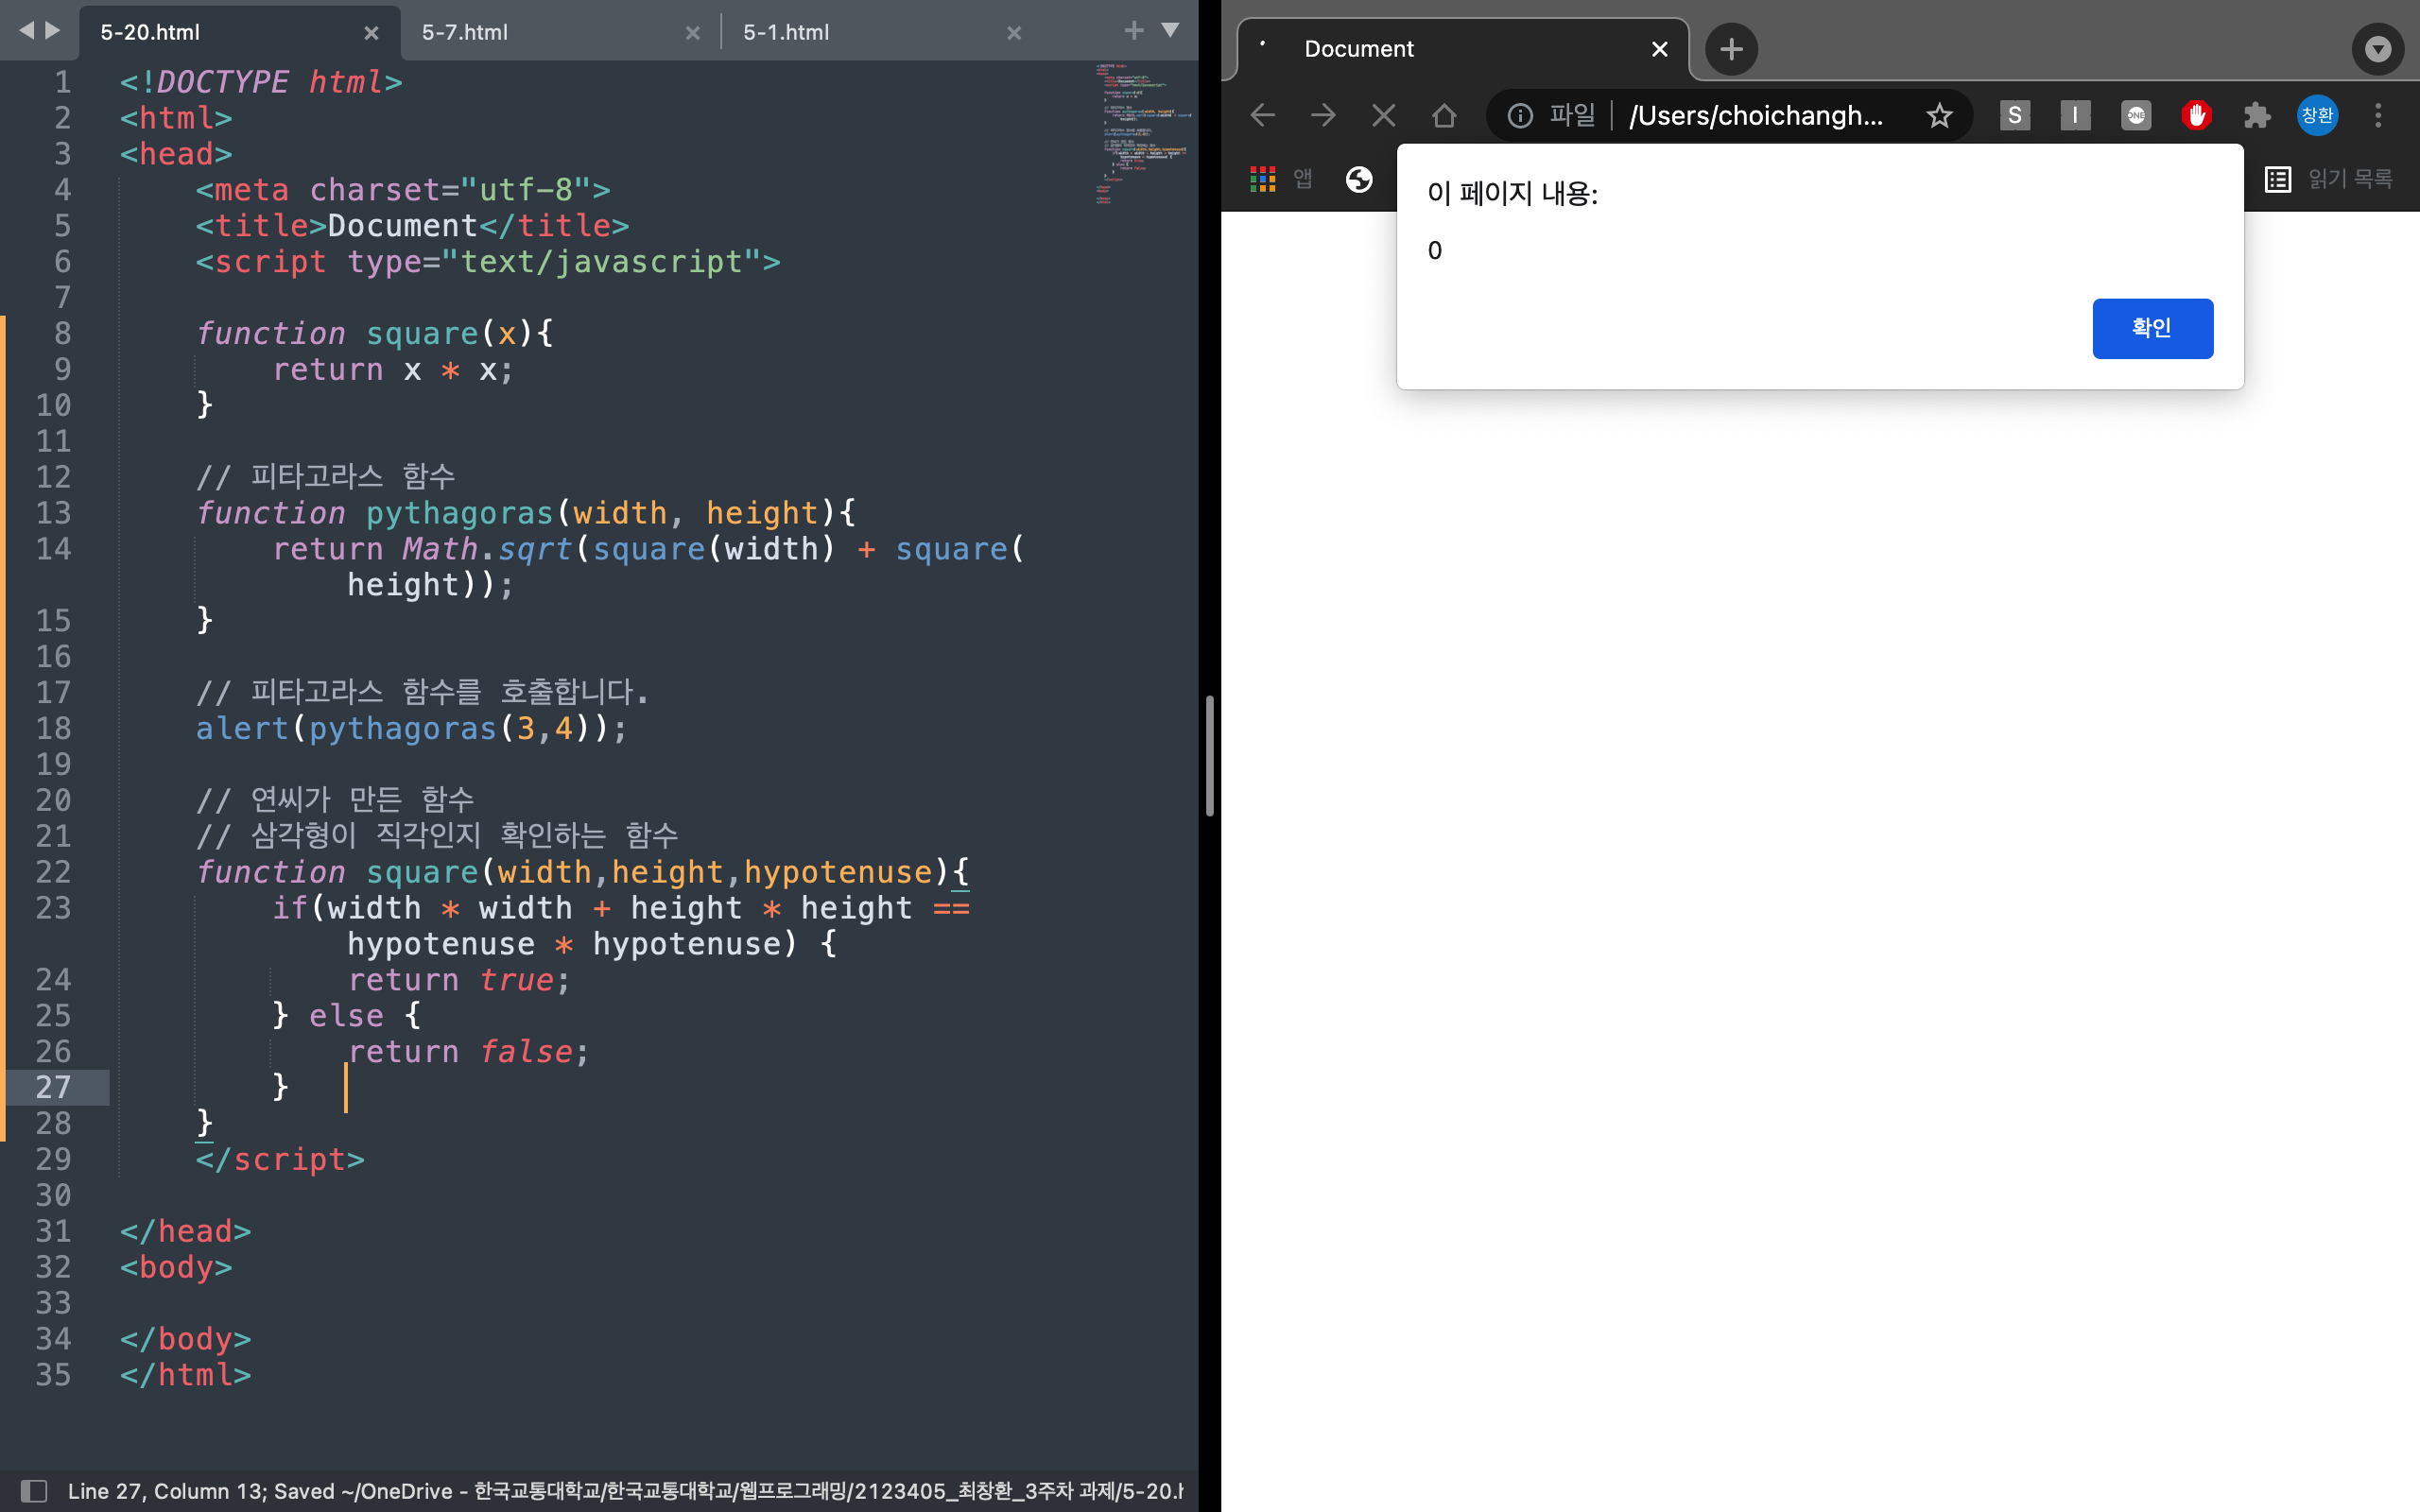 5-20.html
5-7.html
5-1.html
1 <!DOCTYPE html>
2 <html>
3 <head>
4 <meta charset="utf-8">
5 <title>Document</title>
6 <script type="text/javascript">
7
8 function square(x){
9 return x * x;
10 }
11
12 // 피타고라스 함수
13 function pythagoras(width, height){
14 return Math.sqrt(square(width) + square(
height));
15 }
16
17 // 피타고라스 함수를 호출합니다.
18 alert(pythagoras(3,4));
19
20 // 연씨가 만든 함수
21 // 삼각형이 직각인지 확인하는 함수
22 function square(width,height,hypotenuse){
23 if(width * width + height * height ==
hypotenuse * hypotenuse) {
24 return true;
25 } else {
26 return false;
27 }
28 }
29 </script>
30
31 </head>
32 <body>
33
34 </body>
35 </html>
Line 27, Column 13; Saved ~/OneDrive - 한국교통대학교/한국교통대학교/웹프로그래밍/2123405_최창환_3주차 과제/5-20.h
Document
파일 /Users/choichangh...
S
I
ONE
창환
앱
읽기 목록
이 페이지 내용:
0
확인